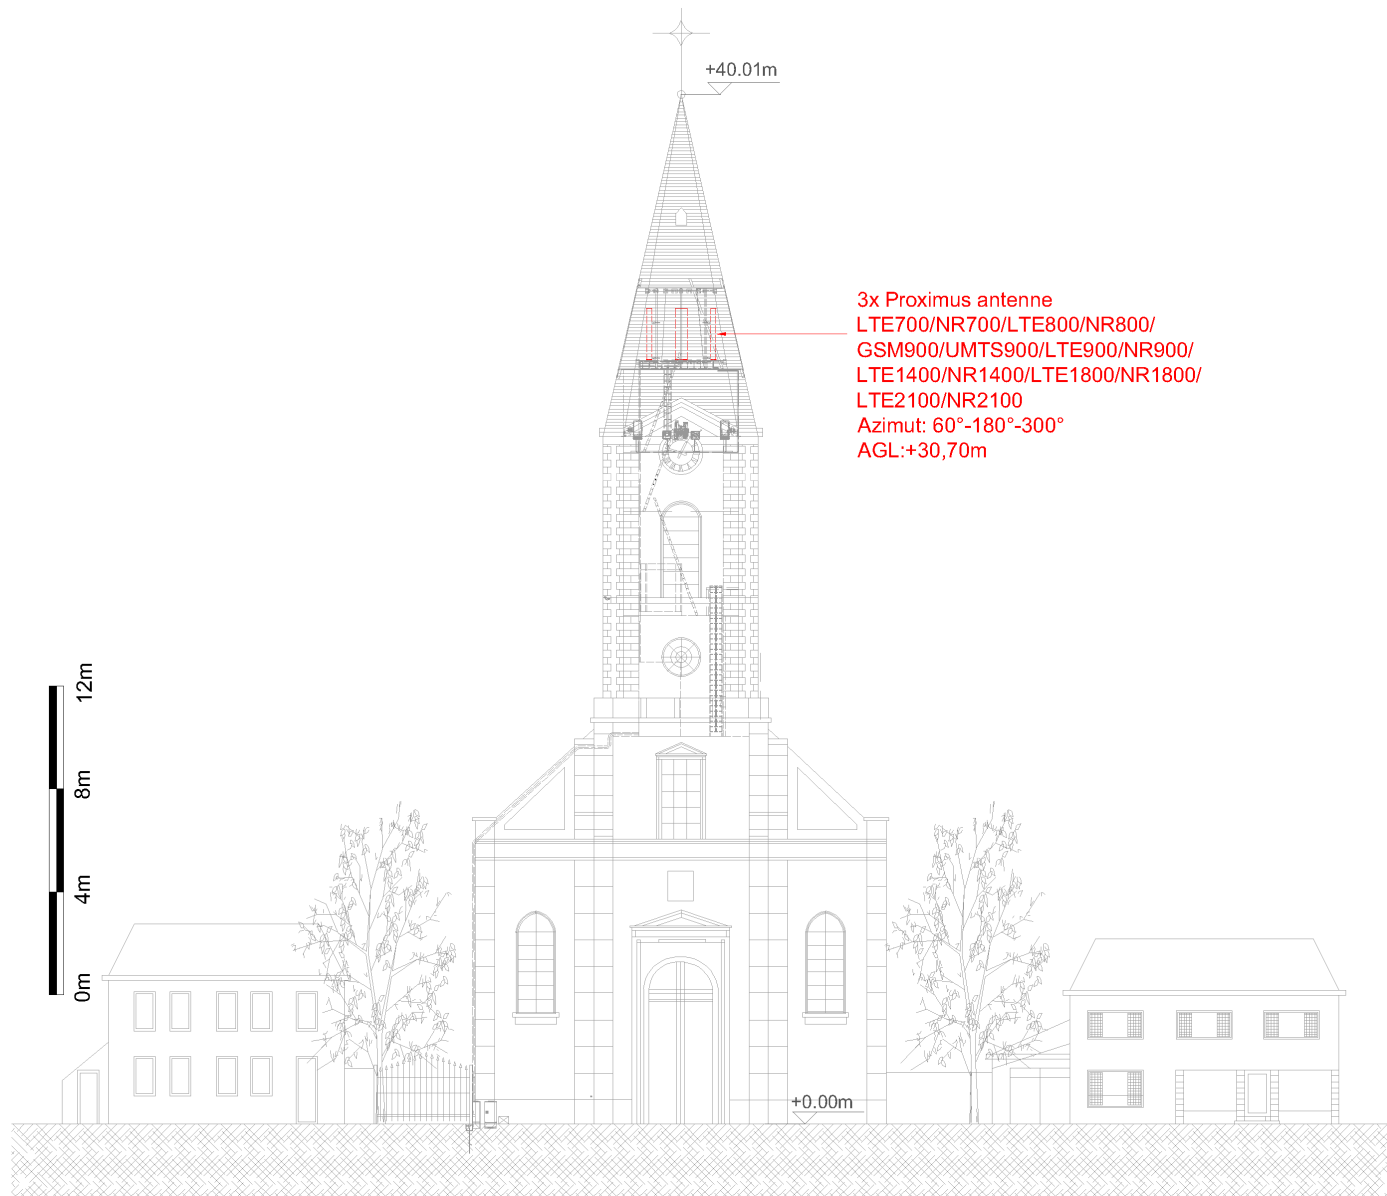 +40.01m
3x Proximus antenne
LTE700/NR700/LTE800/NR800/
GSM900/UMTS900/LTE900/NR900/
LTE1400/NR1400/LTE1800/NR1800/
LTE2100/NR2100
Azimut: 60°-180°-300°
AGL:+30,70m
12m
8m
4m
0m
+0.00m